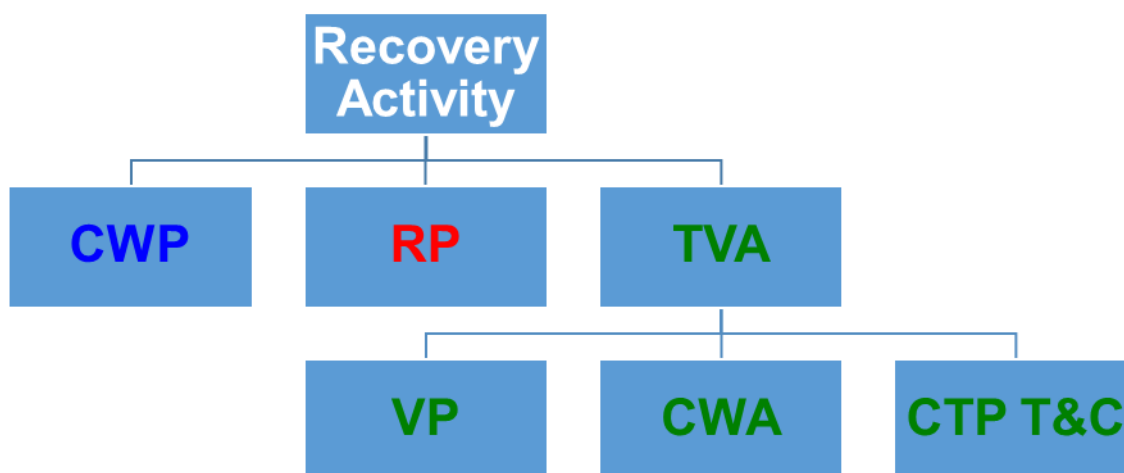 Recovery
Activity
CWP
RP
TVA
VP
CWA
CTP T&C